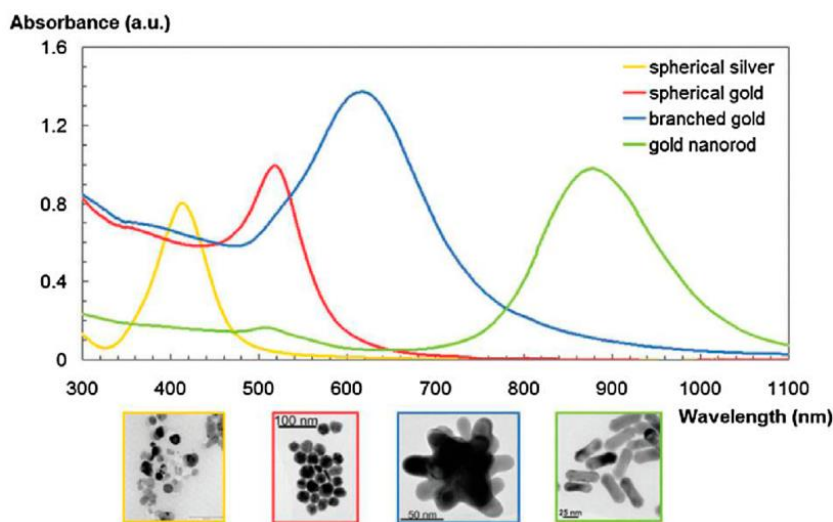 Absorbance (a.u.)
1.6
1.2
0.8
0.4
0
spherical silver
spherical gold
branched gold
gold nanorod
300 400 500 600 700 800 900 1000 1100
Wavelength (nm)
100 nm
50 nm
25 nm